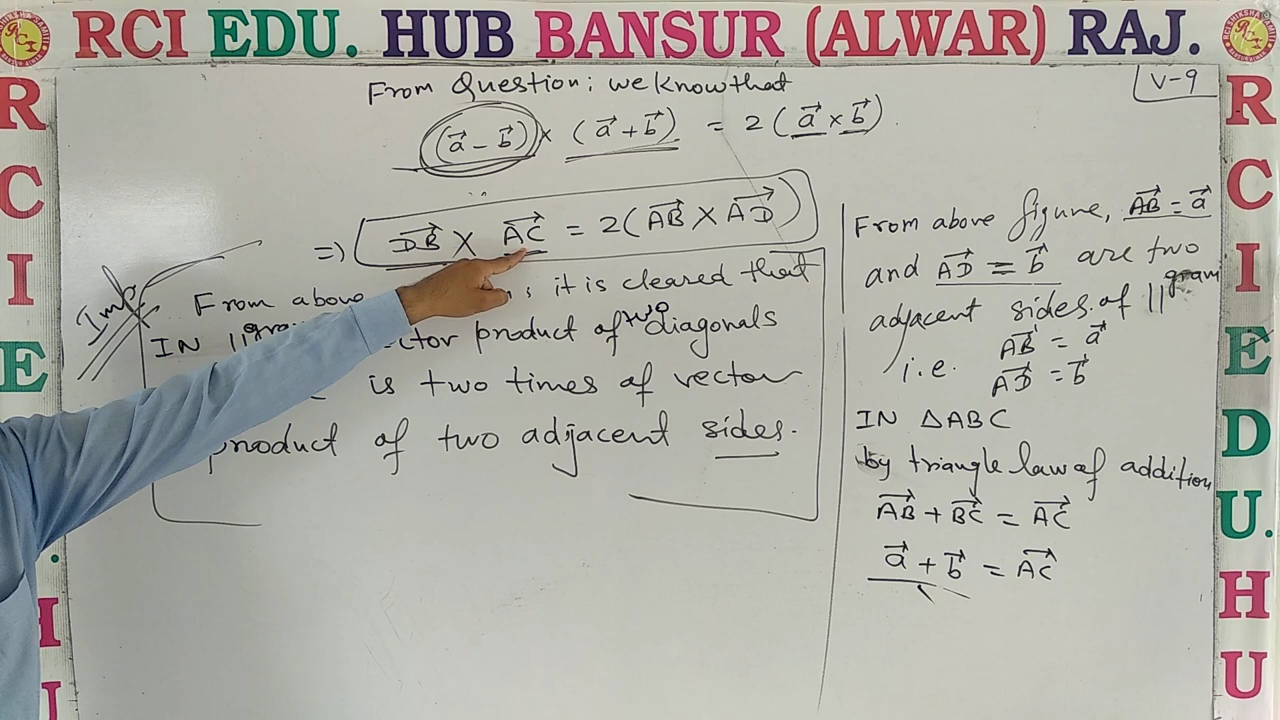 RCI EDU. HUB BANSUR (ALWAR) RAJ.
From Question: we know that
V-9
(a⃗ - b⃗) × (a⃗ + b⃗) = 2(a⃗ × b⃗)
⇒ DB⃗ × AC⃗ = 2(AB⃗ × AD⃗)
Imp
From above it is cleared that
IN ||gram ctor product of two diagonals
is two times of vector
product of two adjacent sides.
From above figure, AB⃗ = a⃗
and AD⃗ = b⃗ are two
adjacent sides of ||gram
i.e. AB⃗ = a⃗
AD⃗ = b⃗
IN ΔABC
by triangle law of addition
AB⃗ + BC⃗ = AC⃗
a⃗ + b⃗ = AC⃗
R
C
I
E
H
U
R
C
I
E
D
U.
H
U